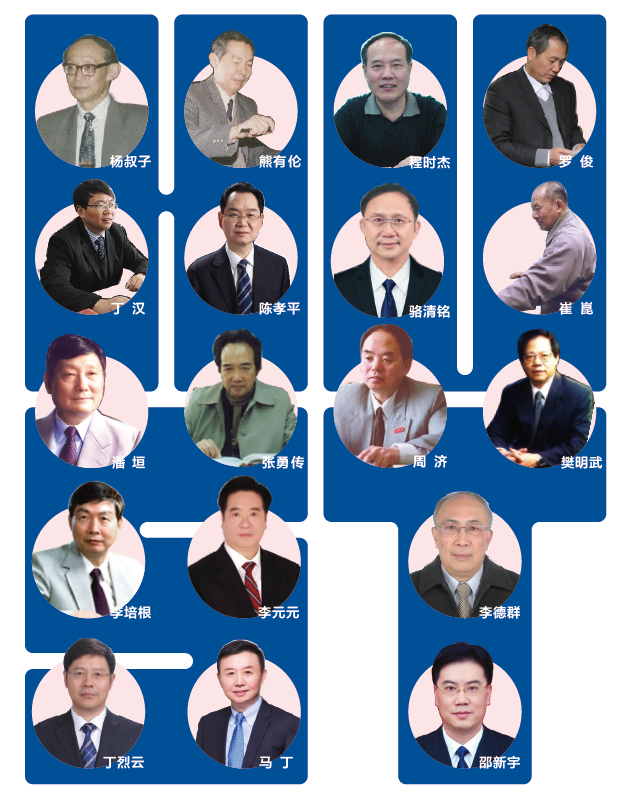 杨叔子
熊有伦
程时杰
罗 俊
丁 汉
陈孝平
骆清铭
崔 崑
潘 垣
张勇传
周 济
樊明武
李培根
李元元
李德群
丁烈云
马 丁
邵新宇